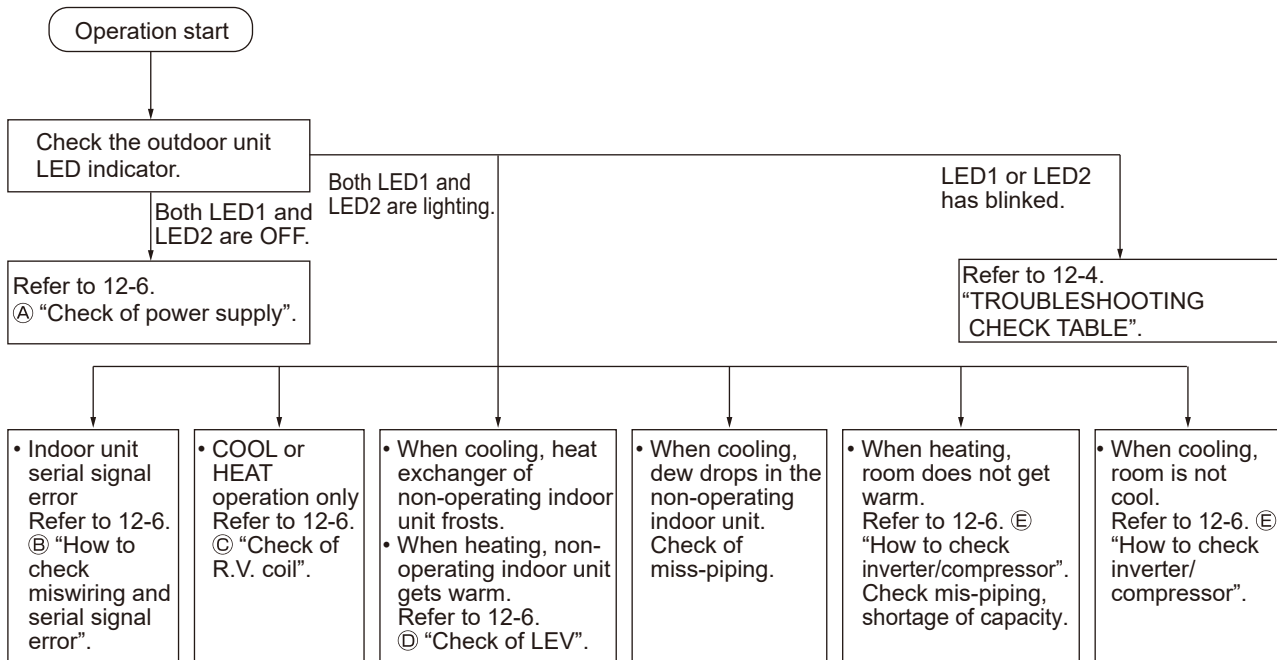 Operation start
Check the outdoor unit
LED indicator.
Both LED1 and
LED2 are OFF.
Both LED1 and
LED2 are lighting.
LED1 or LED2
has blinked.
Refer to 12-6.
Ⓐ “Check of power supply”.
Refer to 12-4.
“TROUBLESHOOTING
CHECK TABLE”.
• Indoor unit
serial signal
error
Refer to 12-6.
Ⓑ “How to
check
miswiring and
serial signal
error”.
• COOL or
HEAT
operation only
Refer to 12-6.
Ⓒ “Check of
R.V. coil”.
• When cooling, heat
exchanger of
non-operating indoor
unit frosts.
• When heating, non-
operating indoor unit
gets warm.
Refer to 12-6.
Ⓓ “Check of LEV”.
• When cooling,
dew drops in the
non-operating
indoor unit.
Check of
miss-piping.
• When heating,
room does not get
warm.
Refer to 12-6. Ⓔ
“How to check
inverter/compressor”.
Check mis-piping,
shortage of capacity.
• When cooling,
room is not
cool.
Refer to 12-6. Ⓔ
“How to check
inverter/
compressor”.